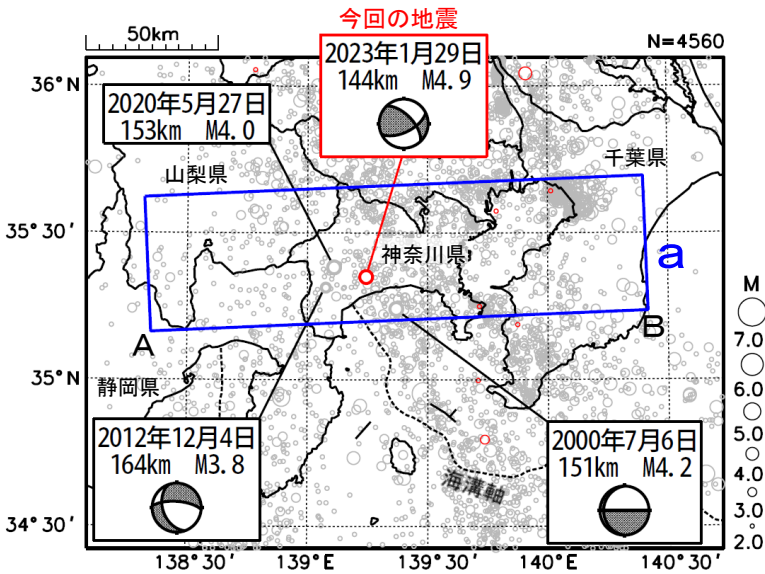 今回の地震
50km
N=4560
36°N
2023年1月29日
144km M4.9
2020年5月27日
153km M4.0
山梨県
千葉県
35°30′
神奈川県
a
A
B
M
7.0
6.0
5.0
4.0
3.0
2.0
35°N
静岡県
2012年12月4日
164km M3.8
2000年7月6日
151km M4.2
海溝軸
34°30′
138°30′
139°E
139°30′
140°E
140°30′